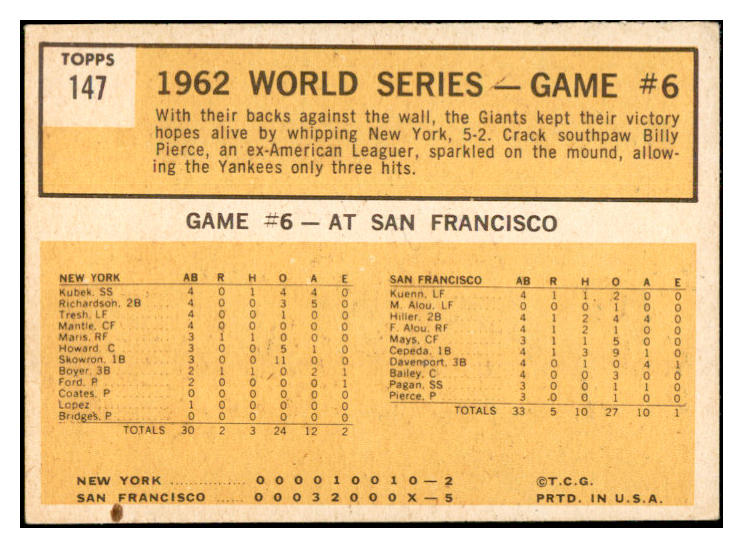 TOPPS
147
1962 WORLD SERIES — GAME #6
With their backs against the wall, the Giants kept their victory
hopes alive by whipping New York, 5-2. Crack southpaw Billy
Pierce, an ex-American Leaguer, sparkled on the mound, allow-
ing the Yankees only three hits.
GAME #6 — AT SAN FRANCISCO
NEW YORK AB R H O A E
Kubek, SS 4 0 1 4 4 0
Richardson, 2B 4 0 0 3 5 0
Tresh, LF 4 0 0 1 0 0
Mantle, CF 4 0 0 0 0 0
Maris, RF 3 1 1 0 0 0
Howard, C 3 0 0 5 1 0
Skowron, 1B 3 0 0 11 0 0
Boyer, 3B 2 1 1 0 2 1
Ford, P 2 0 0 0 0 1
Coates, P 0 0 0 0 0 0
Lopez 1 0 0 0 0 0
Bridges, P 0 0 0 0 0 0
TOTALS 30 2 3 24 12 2
SAN FRANCISCO AB R H O A E
Kuenn, LF 4 1 1 2 0 0
M. Alou, LF 0 0 0 1 0 0
Hiller, 2B 4 1 2 4 4 0
F. Alou, RF 4 1 2 1 0 0
Mays, CF 3 1 1 5 0 0
Cepeda, 1B 4 1 3 9 1 0
Davenport, 3B 4 0 1 0 4 1
Bailey, C 4 0 0 3 0 0
Pagan, SS 3 0 0 1 1 0
Pierce, P 3 0 0 1 0 0
TOTALS 33 5 10 27 10 1
NEW YORK .............. 0 0 0 0 1 0 0 1 0 — 2
SAN FRANCISCO ..... 0 0 0 3 2 0 0 0 X — 5
©T.C.G.
PRTD. IN U.S.A.